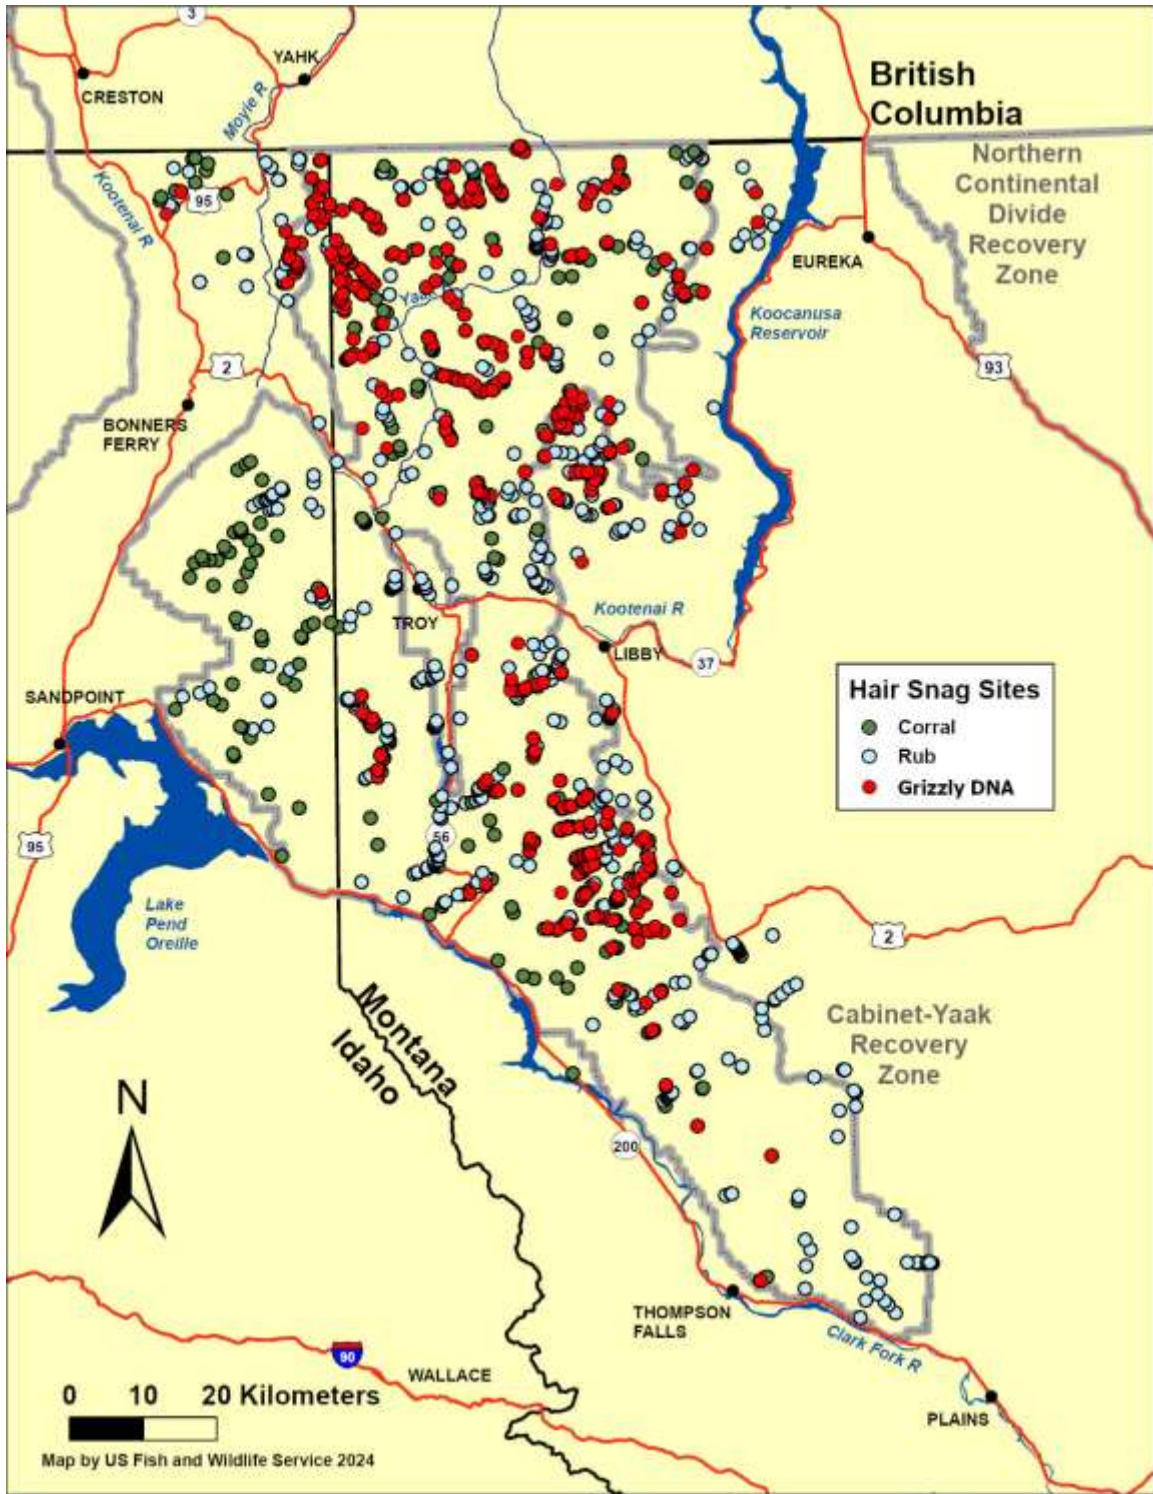 3
YAHK
CRESTON
Moyie R
British
Columbia
Northern
Continental
Divide
Recovery
Zone
Kootenai R
95
EUREKA
Koocanusa
Reservoir
2
93
BONNERS
FERRY
Kootenai R
TROY
LIBBY
37
SANDPOINT
Hair Snag Sites
Corral
Rub
Grizzly DNA
56
95
Lake
Pend
Oreille
2
Montana
Idaho
Cabinet-Yaak
Recovery
Zone
N
200
THOMPSON
FALLS
Clark Fork R
90
WALLACE
0 10 20 Kilometers
PLAINS
Map by US Fish and Wildlife Service 2024